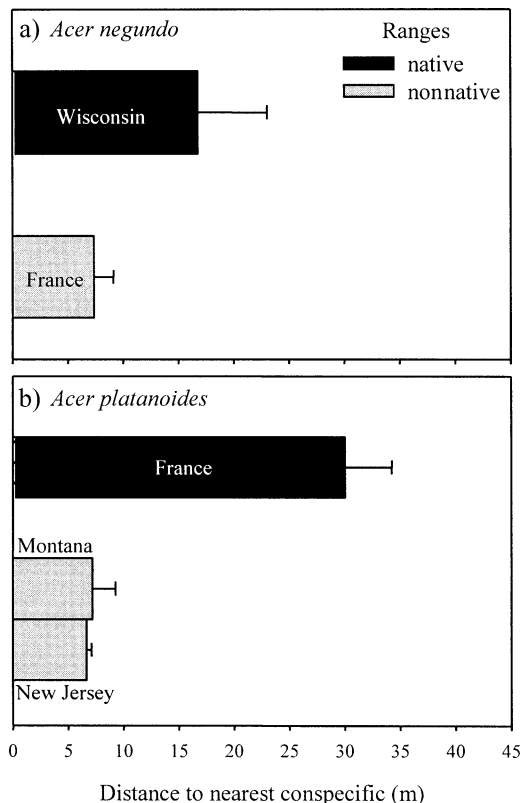 a) Acer negundo
Ranges
native
nonnative
Wisconsin
France
b) Acer platanoides
France
Montana
New Jersey
0 5 10 15 20 25 30 35 40 45
Distance to nearest conspecific (m)